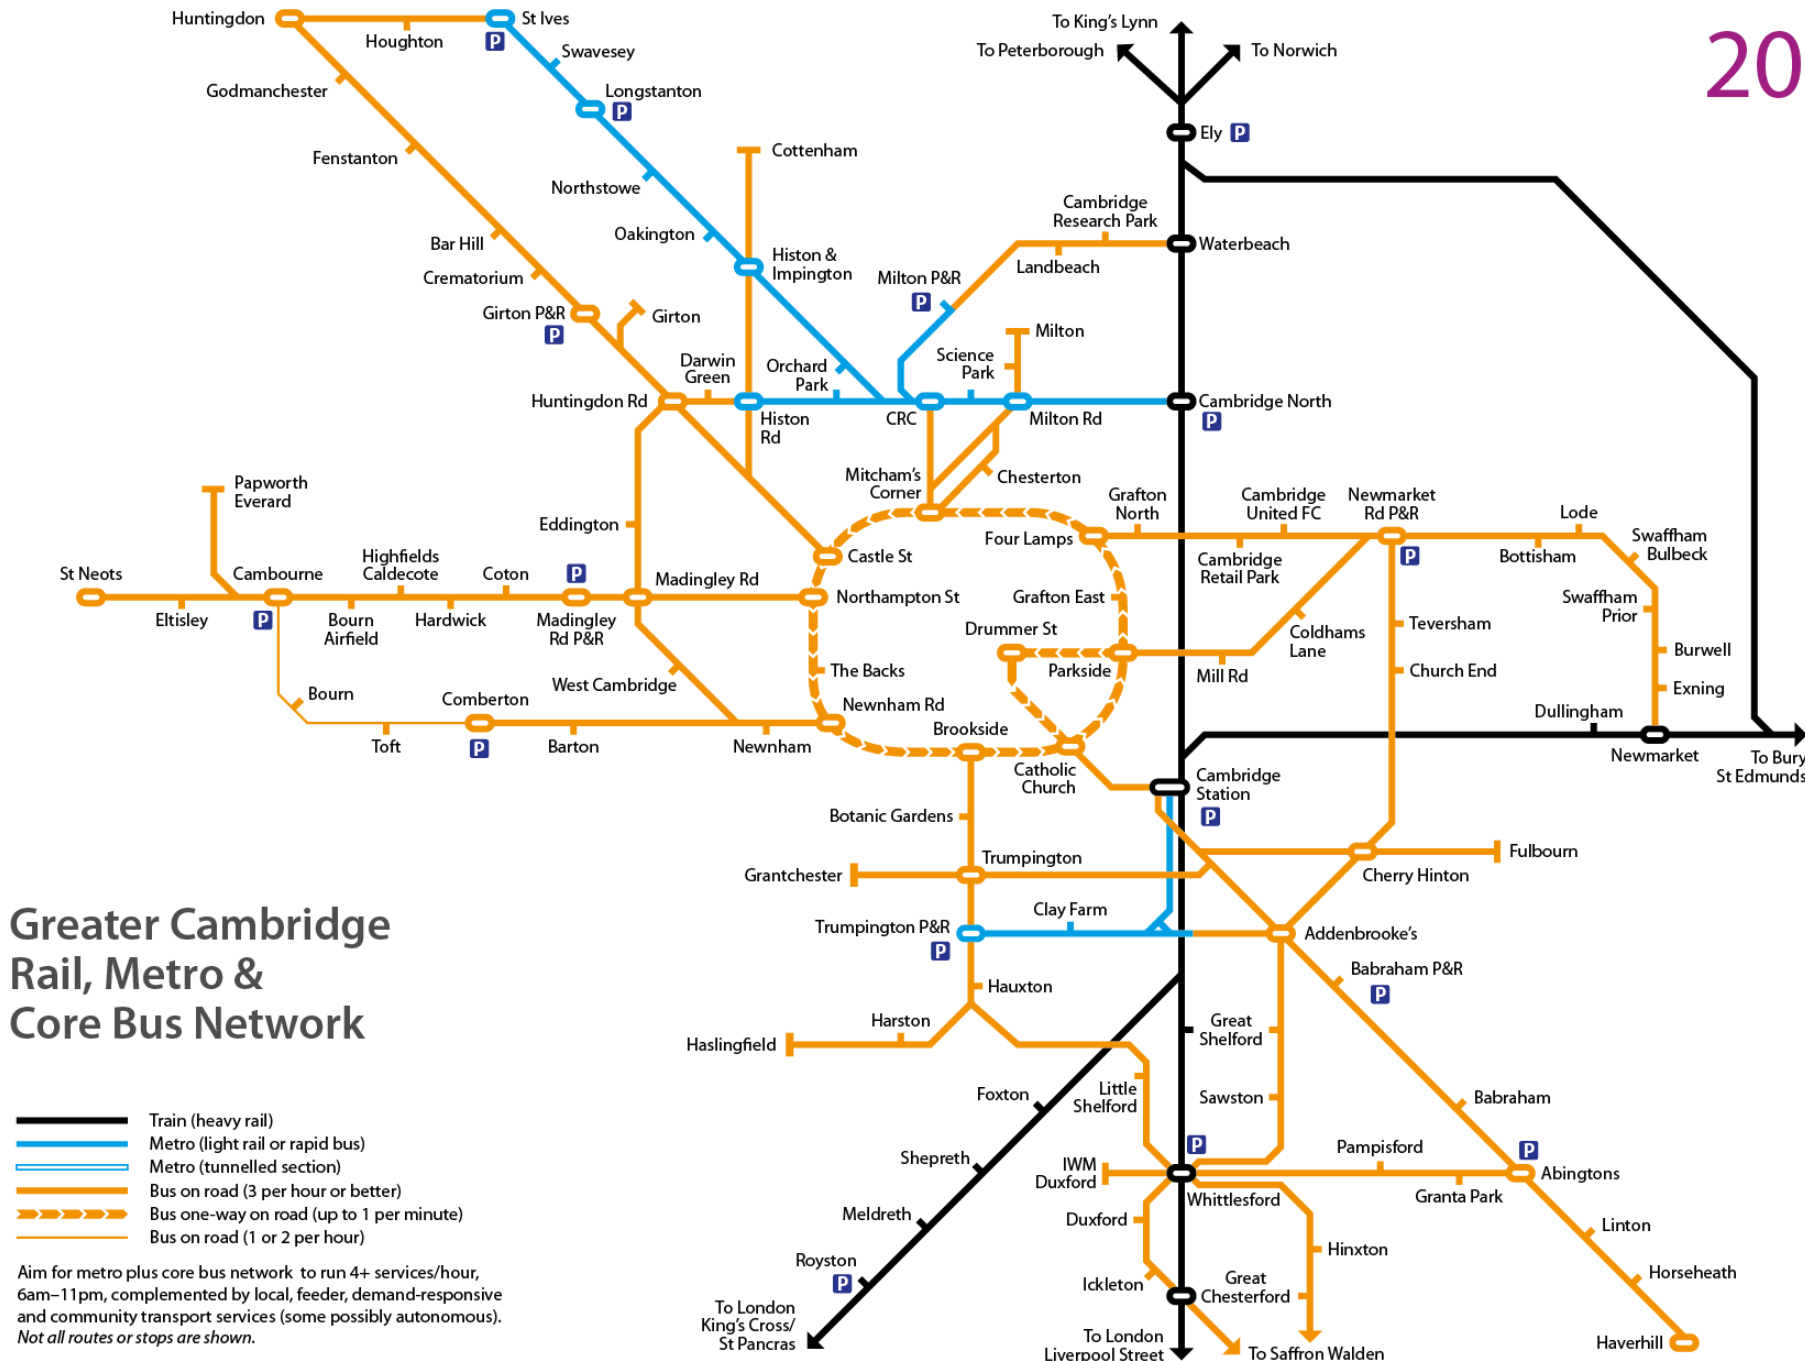 20
Huntingdon
St Ives
P
Houghton
Swavesey
Godmanchester
Longstanton
P
Fenstanton
Northstowe
Cottenham
Bar Hill
Oakington
Crematorium
Histon &
Impington
Girton P&R
P
Girton
To King's Lynn
To Peterborough
To Norwich
Ely P
Cambridge
Research Park
Waterbeach
Landbeach
Milton P&R
P
Milton
Science
Park
Darwin
Green
Orchard
Park
Huntingdon Rd
Histon
Rd
CRC
Milton Rd
Cambridge North
P
Mitcham's
Corner
Chesterton
Papworth
Everard
Eddington
Castle St
Four Lamps
Grafton
North
Cambridge
United FC
Newmarket
Rd P&R
P
Cambridge
Retail Park
Lode
Bottisham
Swaffham
Bulbeck
Swaffham
Prior
Burwell
Exning
St Neots
Eltisley
Cambourne
P
Highfields
Caldecote
Bourn
Airfield
Hardwick
Coton
P
Madingley
Rd P&R
Madingley Rd
Northampton St
Grafton East
Drummer St
Parkside
Mill Rd
Coldhams
Lane
Teversham
Church End
The Backs
West Cambridge
Bourn
Toft
Comberton
P
Barton
Newnham
Newnham Rd
Brookside
Catholic
Church
Dullingham
Newmarket
To Bury
St Edmunds
Cambridge
Station
P
Botanic Gardens
Trumpington
Grantchester
Fulbourn
Cherry Hinton
Clay Farm
Trumpington P&R
P
Addenbrooke's
Babraham P&R
P
Hauxton
Harston
Haslingfield
Great
Shelford
Little
Shelford
Sawston
Foxton
Shepreth
Meldreth
Royston
P
To London
King's Cross/
St Pancras
Babraham
P
Pampisford
P
Abingtons
Granta Park
IWM
Duxford
Whittlesford
Duxford
Hinxton
Ickleton
Great
Chesterford
Linton
Horseheath
Haverhill
To London
Liverpool Street
To Saffron Walden
Greater Cambridge
Rail, Metro &
Core Bus Network
Train (heavy rail)
Metro (light rail or rapid bus)
Metro (tunnelled section)
Bus on road (3 per hour or better)
Bus one-way on road (up to 1 per minute)
Bus on road (1 or 2 per hour)
Aim for metro plus core bus network to run 4+ services/hour,
6am–11pm, complemented by local, feeder, demand-responsive
and community transport services (some possibly autonomous).
Not all routes or stops are shown.